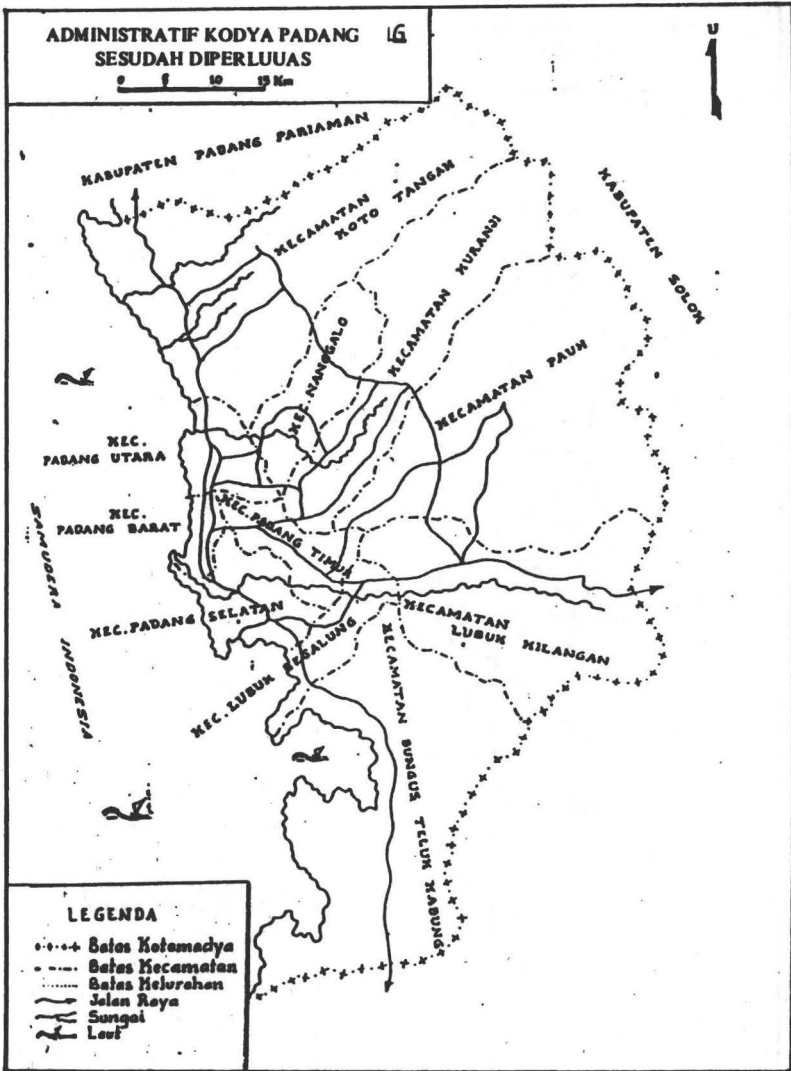 ADMINISTRATIF KODYA PADANG
SESUDAH DIPERLUUAS
0 5 10 15 Km
U
KABUPATEN PADANG PARIAMAN
KECAMATAN
KOTO TANGAH
KABUPATEN SOLOK
KECAMATAN KURANJI
KEC. NANGGALO
KECAMATAN PAUH
KEC.
PADANG UTARA
KEC.
PADANG BARAT
KEC. PADANG TIMUR
SAMUDERA INDONESIA
KEC. PADANG SELATAN
KECAMATAN
LUBUK KILANGAN
KEC. LUBUK BEGALUNG
KECAMATAN BUNGUS TELUK KABUNG
LEGENDA
Batas Kotamadya
Batas Kecamatan
Batas Kelurahan
Jalan Raya
Sungai
Laut